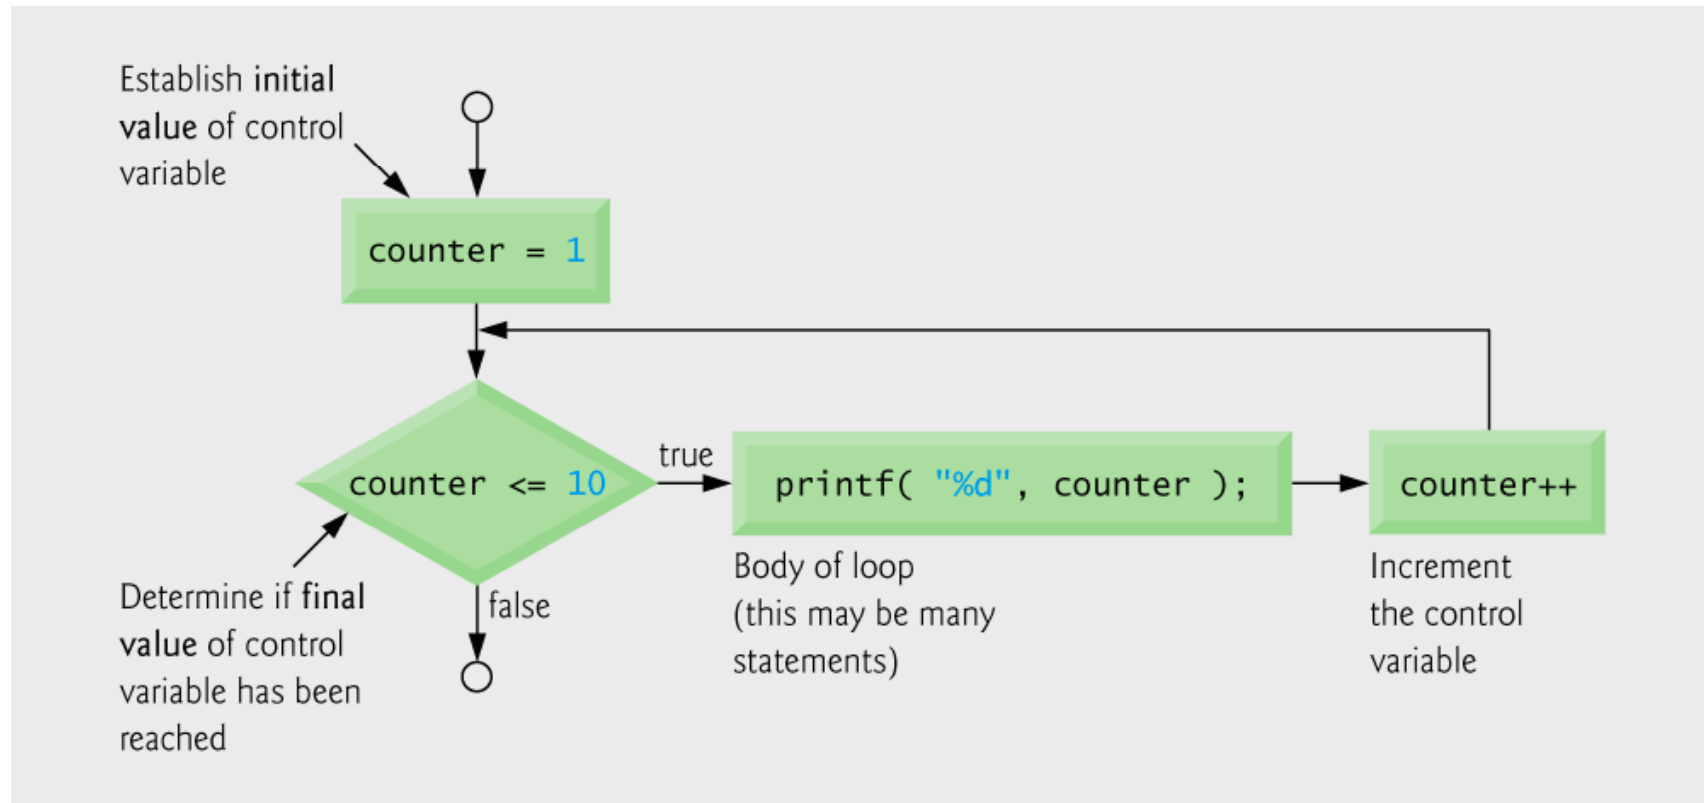 Establish initial
value of control
variable
counter = 1
counter <= 10
true
printf( "%d", counter );
counter++
false
Determine if final
value of control
variable has been
reached
Body of loop
(this may be many
statements)
Increment
the control
variable